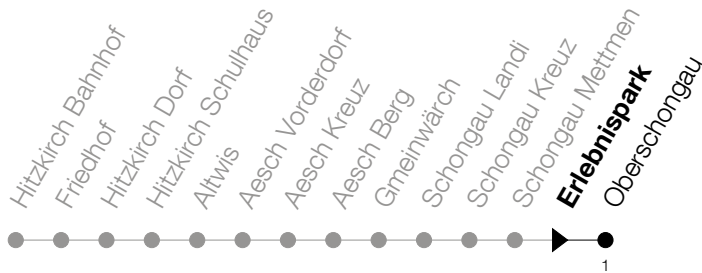 Hitzkirch Bahnhof
Friedhof
Hitzkirch Dorf
Hitzkirch Schulhaus
Altwis
Aesch Vorderdorf
Aesch Kreuz
Aesch Berg
Gmeinwärch
Schongau Landi
Schongau Kreuz
Schongau Mettmen
Erlebnispark
Oberschongau
1